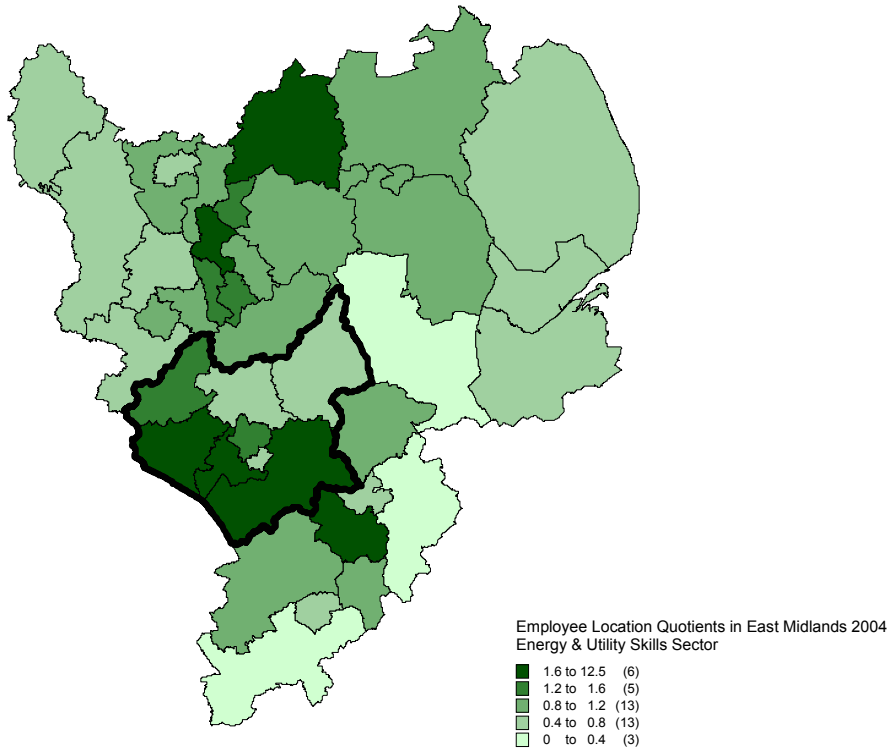 Employee Location Quotients in East Midlands 2004
Energy & Utility Skills Sector
1.6 to 12.5 (6)
1.2 to 1.6 (5)
0.8 to 1.2 (13)
0.4 to 0.8 (13)
0 to 0.4 (3)